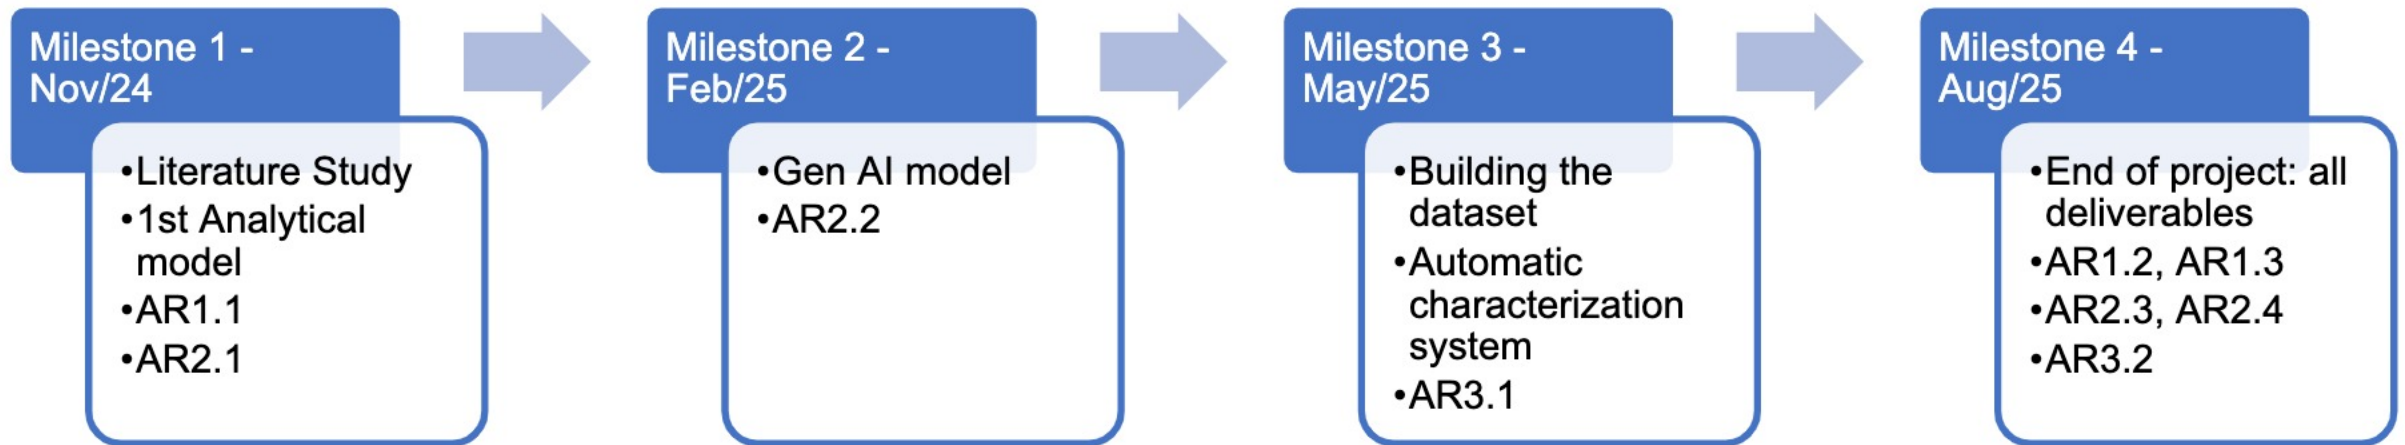 Milestone 1 -
Nov/24
•Literature Study
•1st Analytical
model
•AR1.1
•AR2.1
Milestone 2 -
Feb/25
•Gen AI model
•AR2.2
Milestone 3 -
May/25
•Building the
dataset
•Automatic
characterization
system
•AR3.1
Milestone 4 -
Aug/25
•End of project: all
deliverables
•AR1.2, AR1.3
•AR2.3, AR2.4
•AR3.2